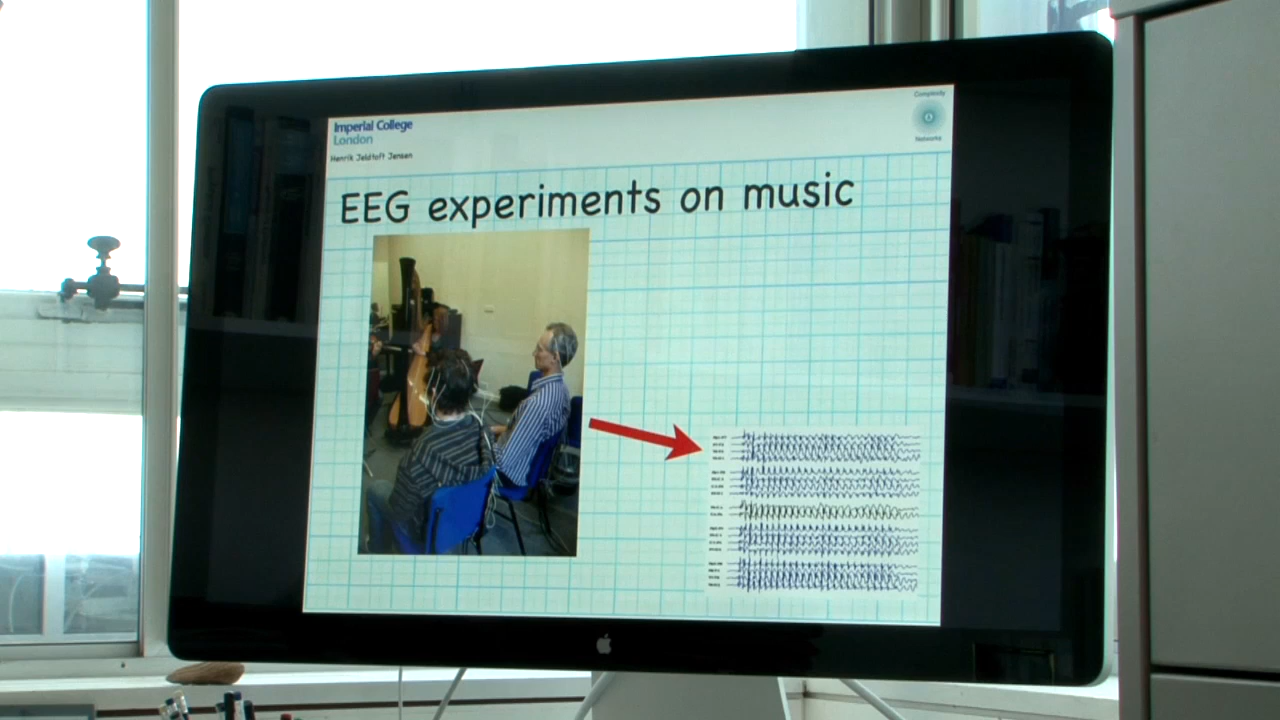 Imperial College
London
Henrik Jeldtoft Jensen
Complexity
Networks
EEG experiments on music